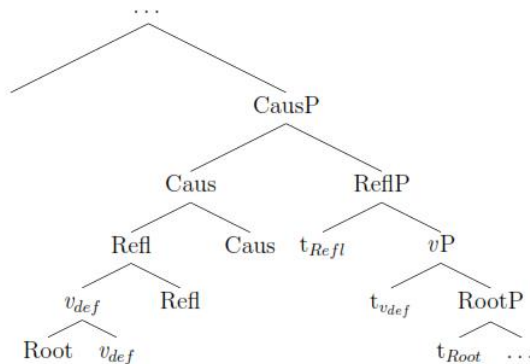 ...
CausP
Caus ReflP
Refl Caus t_Refl vP
v_def Refl t_v_def RootP
Root v_def t_Root ...